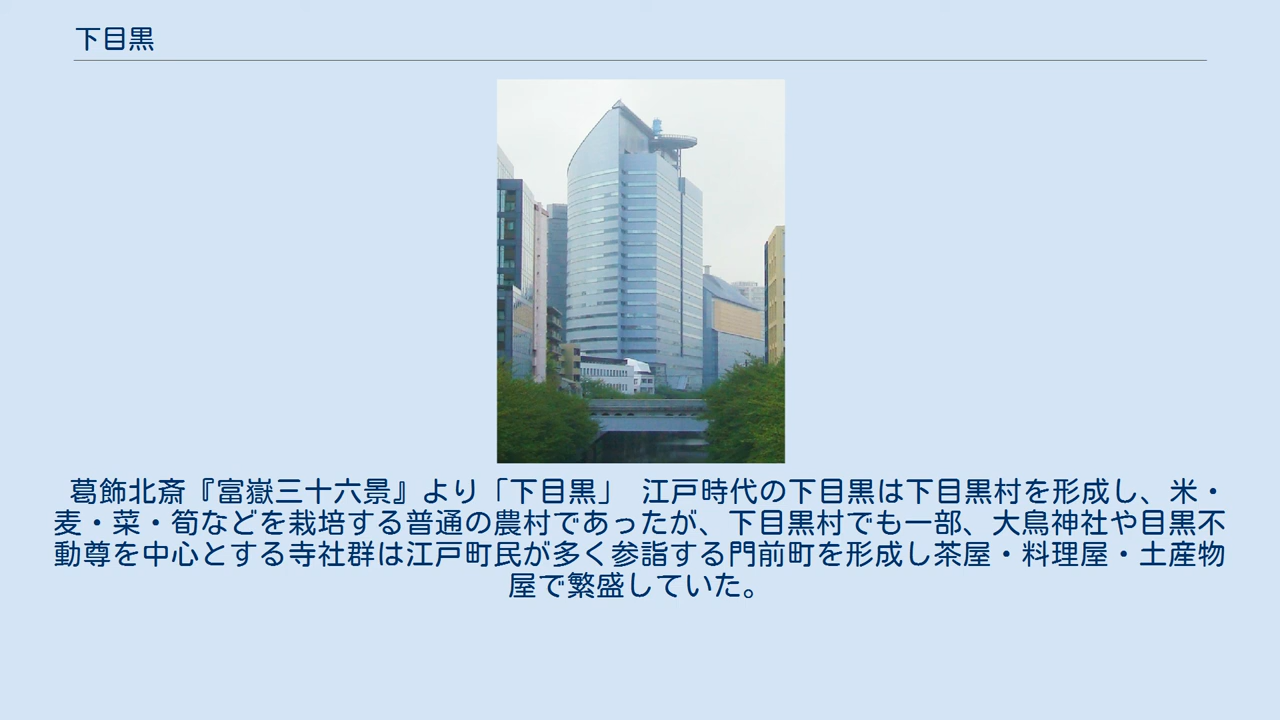 下目黒
葛飾北斎『富嶽三十六景』より「下目黒」 江戸時代の下目黒は下目黒村を形成し、米・
麦・菜・筍などを栽培する普通の農村であったが、下目黒村でも一部、大鳥神社や目黒不
動尊を中心とする寺社群は江戸町民が多く参詣する門前町を形成し茶屋・料理屋・土産物
屋で繁盛していた。